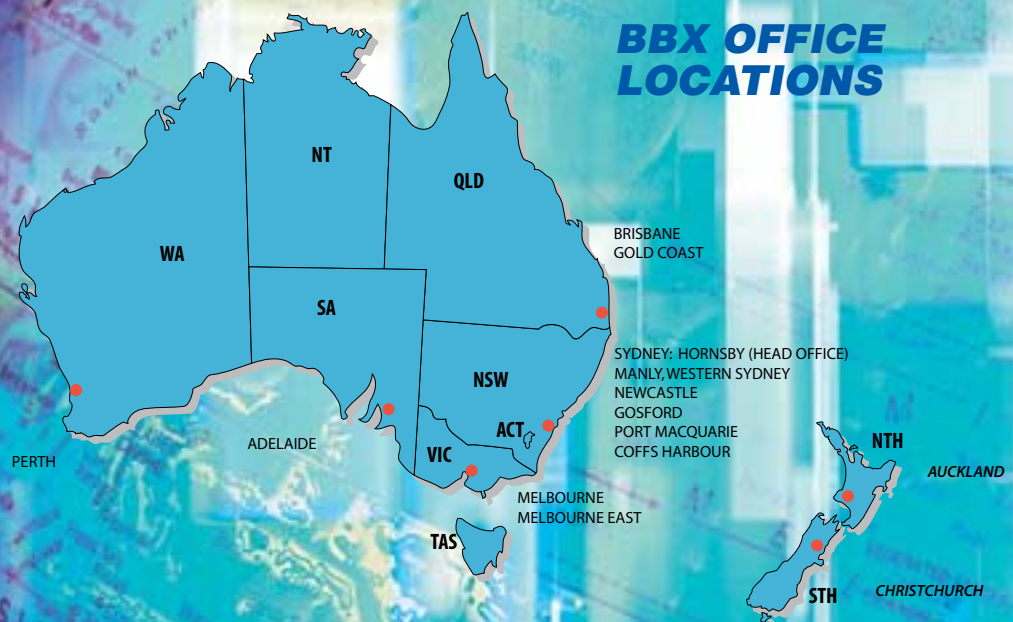 BBX OFFICE
LOCATIONS
NT
QLD
WA
SA
NSW
ACT
VIC
TAS
BRISBANE
GOLD COAST
SYDNEY: HORNSBY (HEAD OFFICE)
MANLY, WESTERN SYDNEY
NEWCASTLE
GOSFORD
PORT MACQUARIE
COFFS HARBOUR
PERTH
ADELAIDE
MELBOURNE
MELBOURNE EAST
NTH
AUCKLAND
STH
CHRISTCHURCH